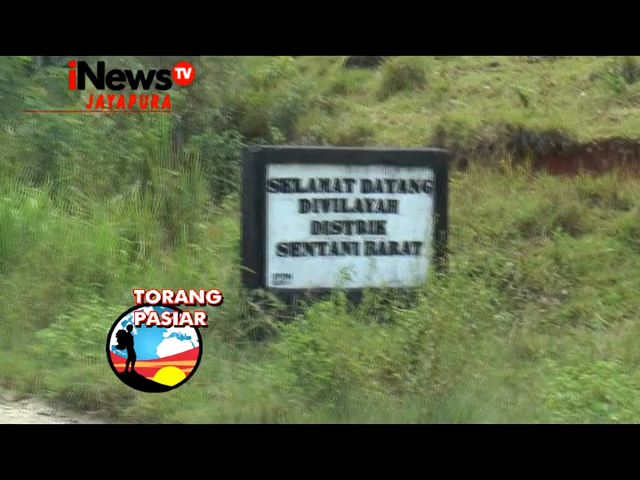 iNews TV
JAYAPURA
SELAMAT DATANG
DIWILAYAH
DISTRIK
SENTANI BARAT
TORANG
PASIAR